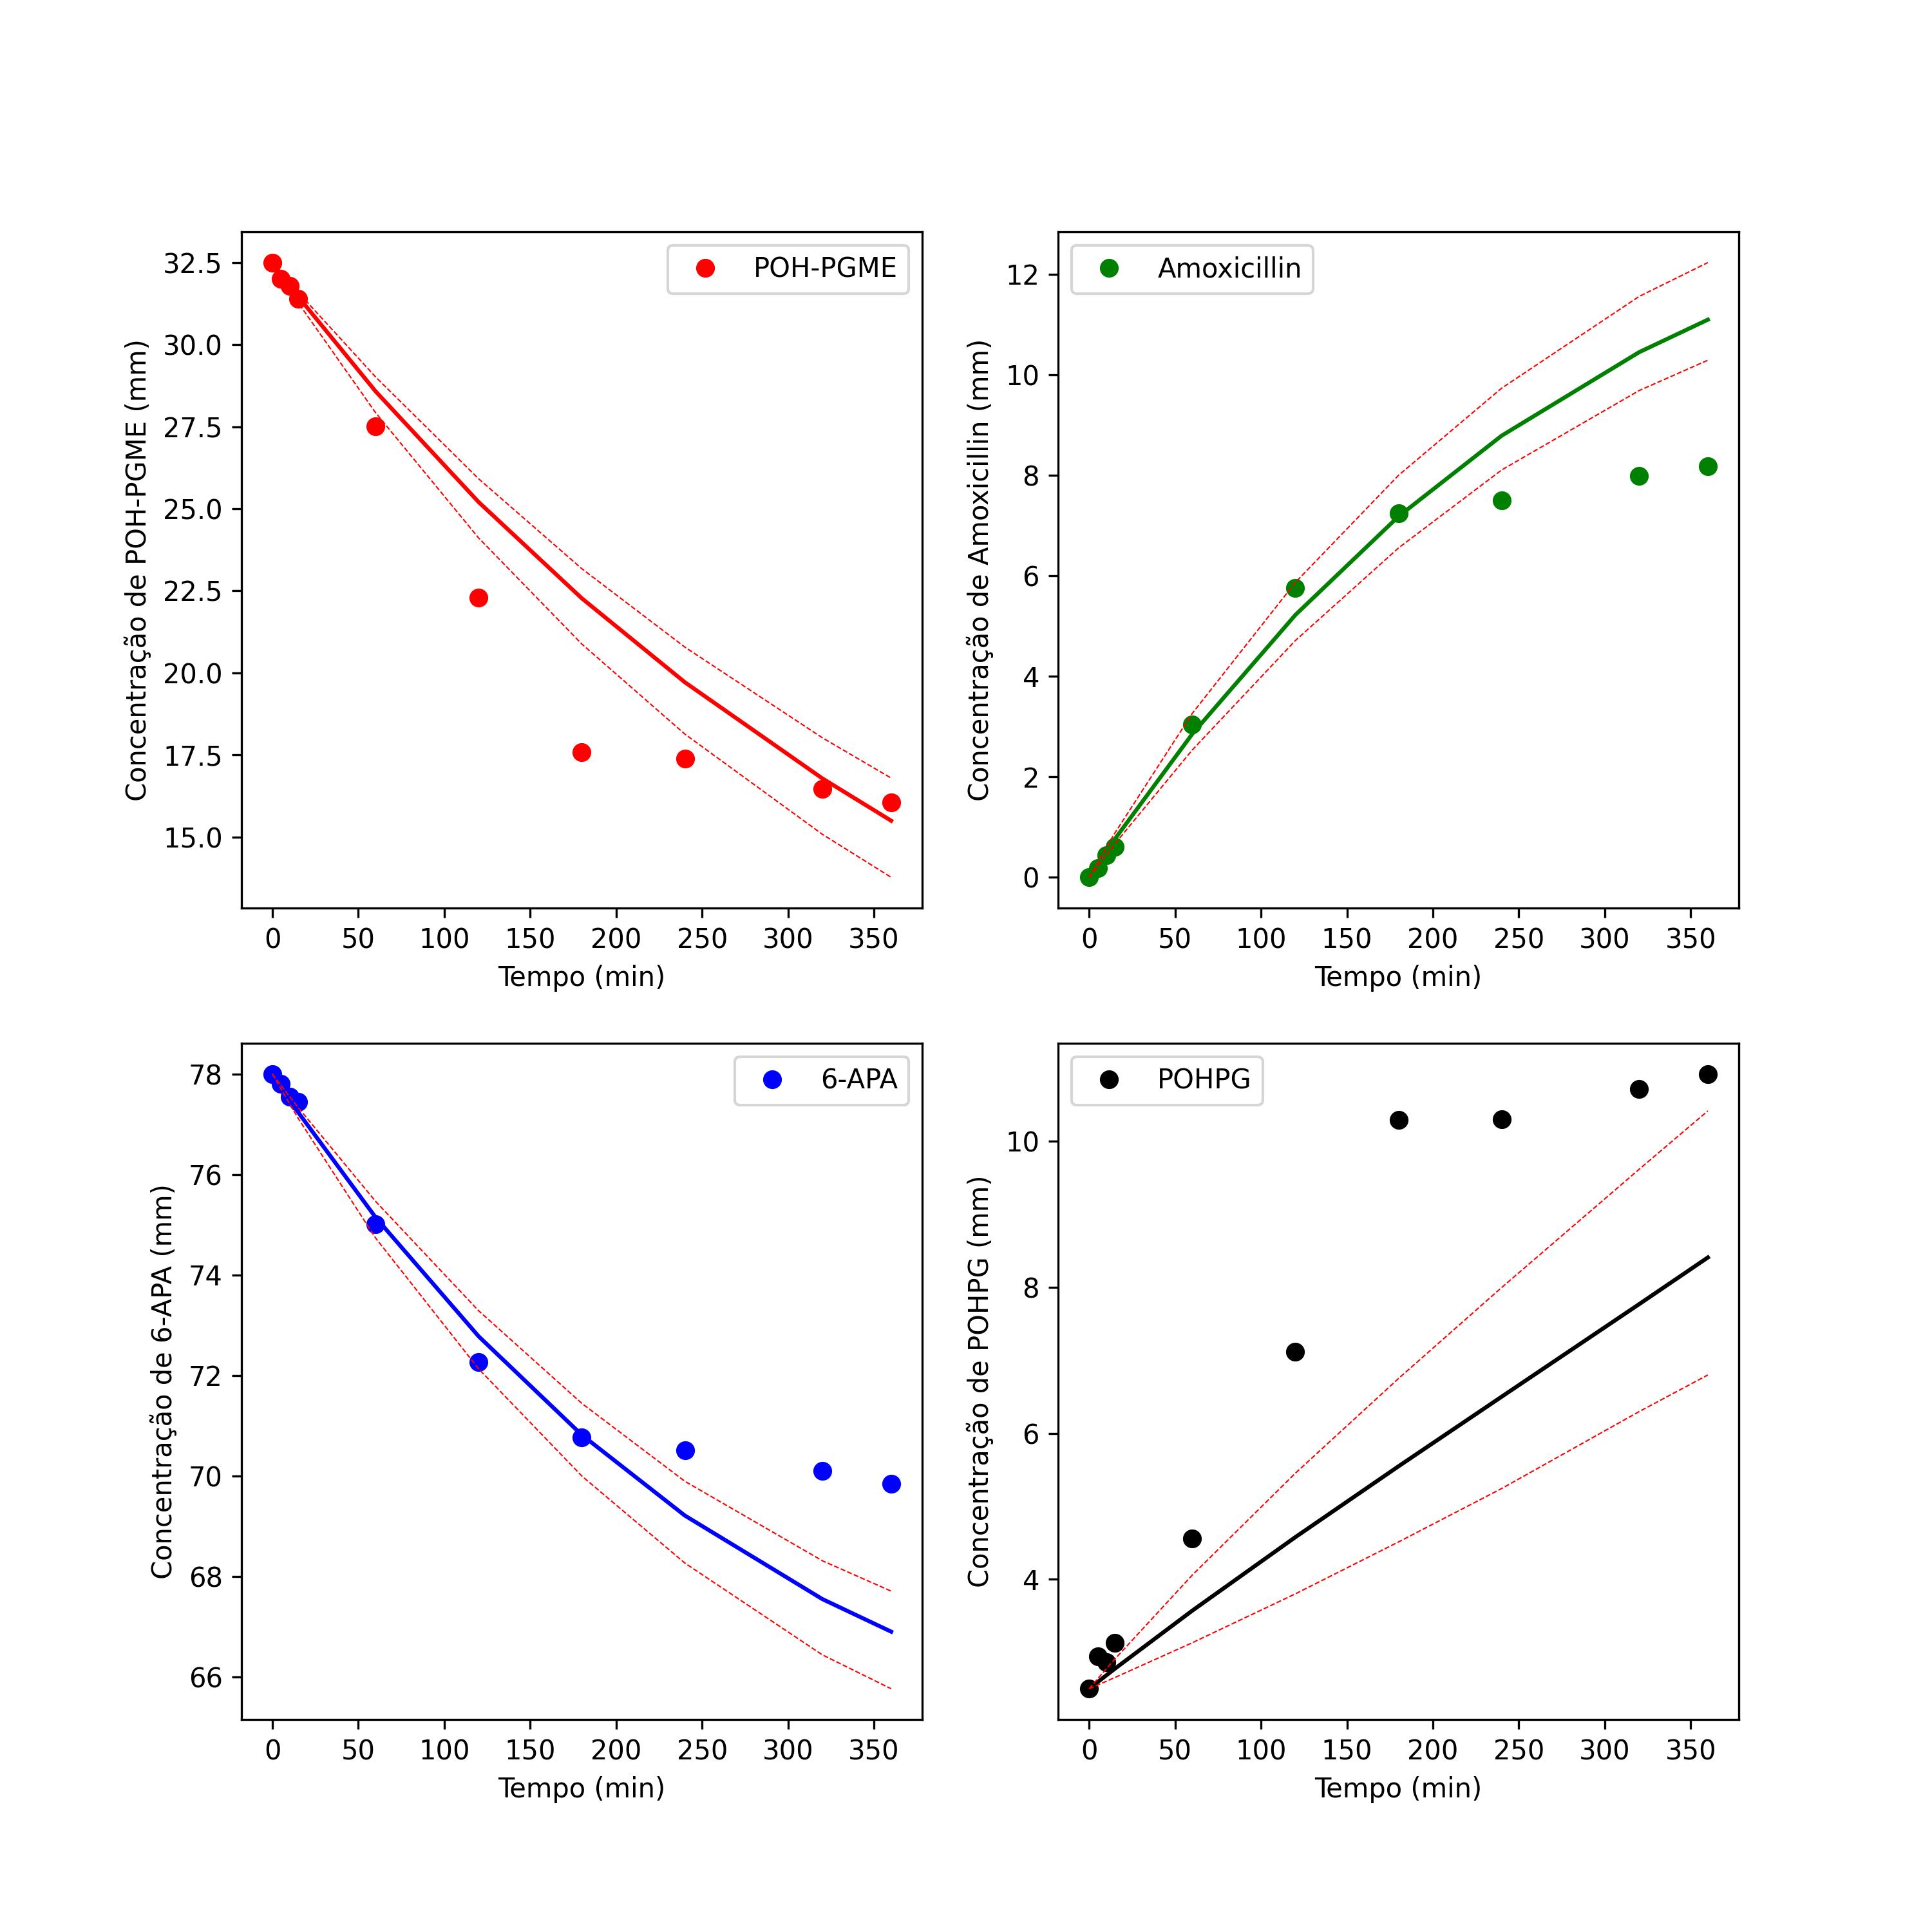 POH-PGME
32.5
30.0
27.5
25.0
22.5
20.0
17.5
15.0
Concentração de POH-PGME (mm)
0 50 100 150 200 250 300 350
Tempo (min)
Amoxicillin
12
10
8
6
4
2
0
Concentração de Amoxicillin (mm)
0 50 100 150 200 250 300 350
Tempo (min)
6-APA
78
76
74
72
70
68
66
Concentração de 6-APA (mm)
0 50 100 150 200 250 300 350
Tempo (min)
POHPG
10
8
6
4
Concentração de POHPG (mm)
0 50 100 150 200 250 300 350
Tempo (min)